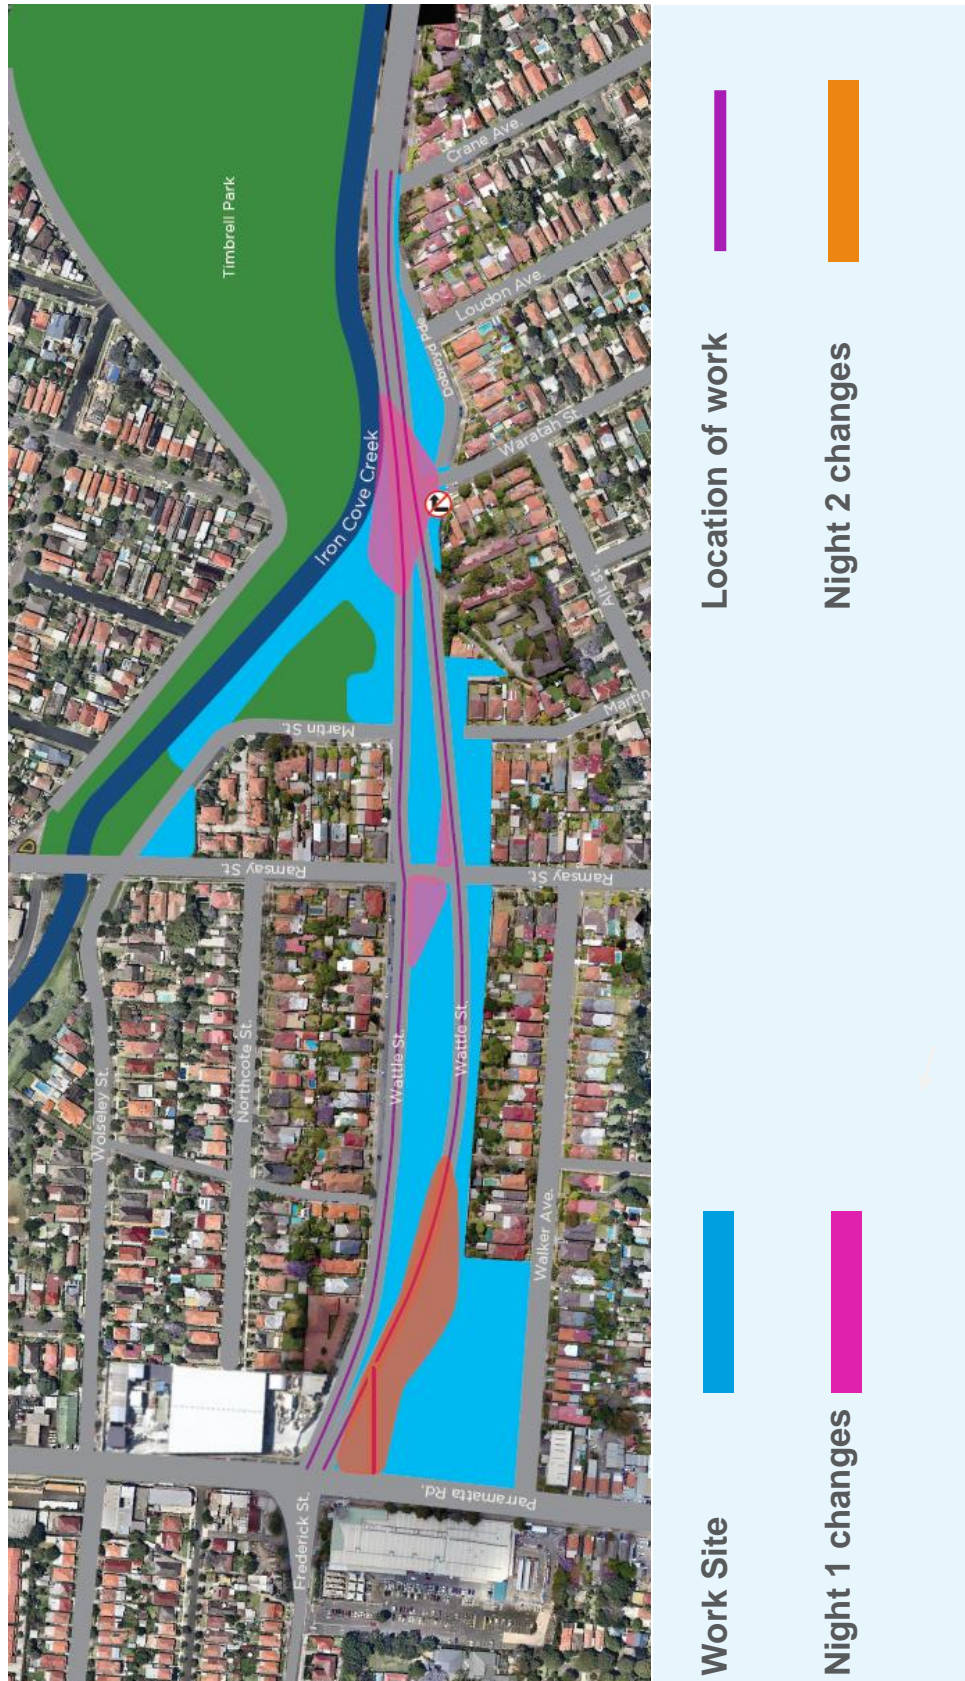 Timbrell Park
Crane Ave.
Loudon Ave.
Dobroyd Pde.
Waratah St.
Iron Cove Creek
Alt St.
Martin
Martin St.
Ramsay St.
Ramsay St.
Wattle St.
Wattle St.
Northcote St.
Wolseley St.
Walker Ave.
Parramatta Rd.
Frederick St.
Work Site
Location of work
Night 1 changes
Night 2 changes